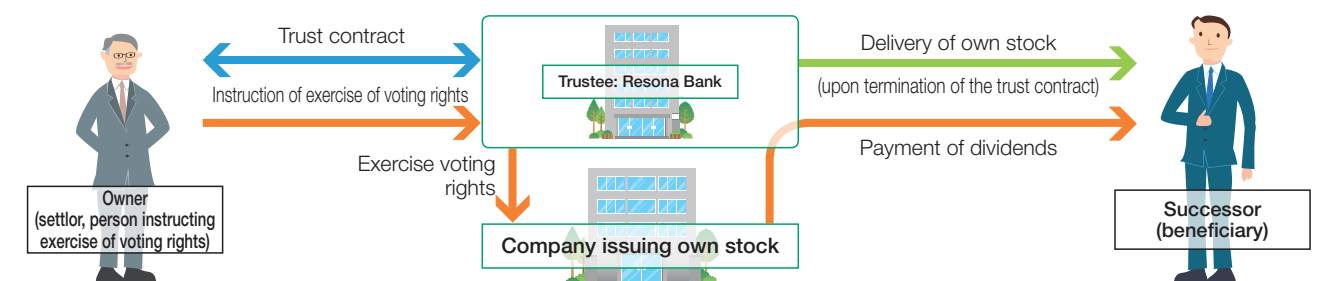 Trust contract
Instruction of exercise of voting rights
Owner
(settlor, person instructing
exercise of voting rights)
Trustee: Resona Bank
Exercise voting
rights
Company issuing own stock
Delivery of own stock
(upon termination of the trust contract)
Payment of dividends
Successor
(beneficiary)